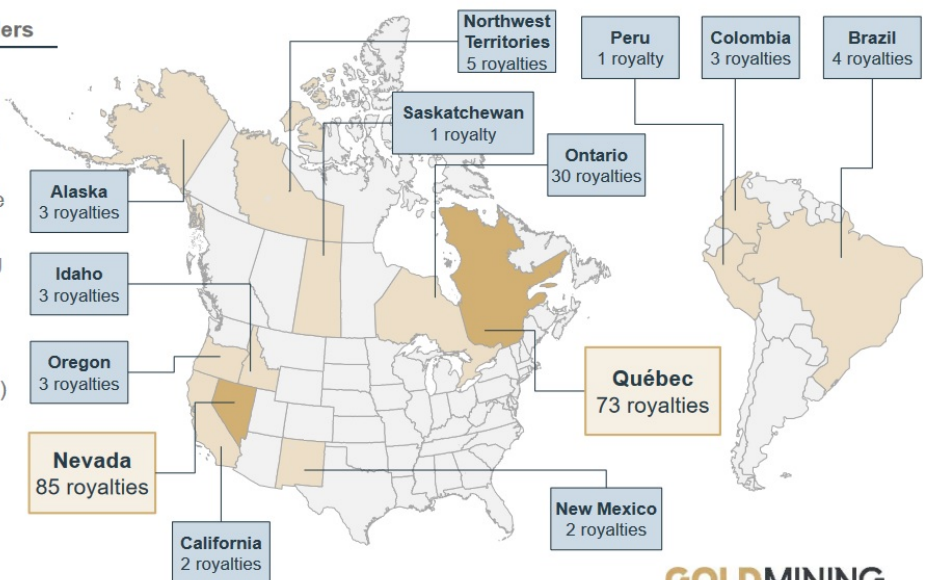 Northwest
Territories
5 royalties
Peru
1 royalty
Colombia
3 royalties
Brazil
4 royalties
Saskatchewan
1 royalty
Ontario
30 royalties
Alaska
3 royalties
Idaho
3 royalties
Oregon
3 royalties
Québec
73 royalties
Nevada
85 royalties
New Mexico
2 royalties
California
2 royalties
GOLDMINING